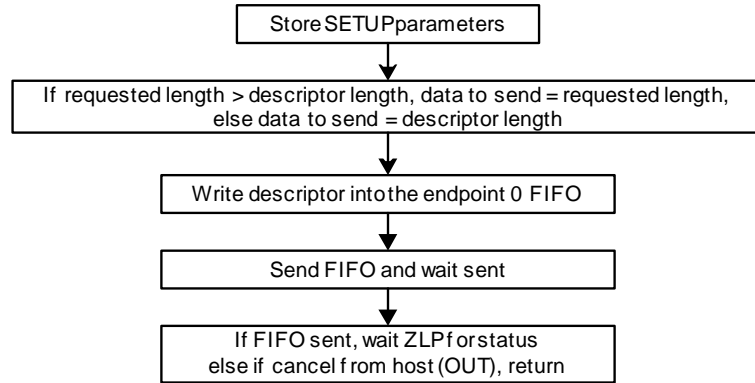 Store SETUP parameters
If requested length > descriptor length, data to send = requested length,
else data to send = descriptor length
Write descriptor into the endpoint 0 FIFO
Send FIFO and wait sent
If FIFO sent, wait ZLP for status
else if cancel from host (OUT), return